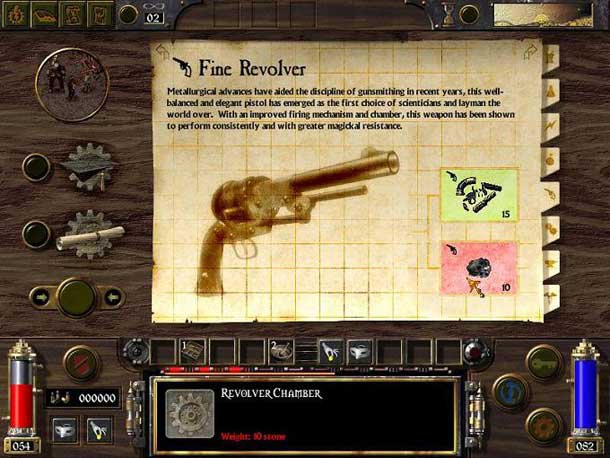 02
Fine Revolver
Metallurgical advances have aided the discipline of gunsmithing in recent years, this well-
balanced and elegant pistol has emerged as the first choice of scienticians and layman the
world over. With an improved firing mechanism and chamber, this weapon has been shown
to perform consistently and with greater magickal resistance.
15
10
1
2
000000
REVOLVER CHAMBER
Weight: 10 stone
054
082